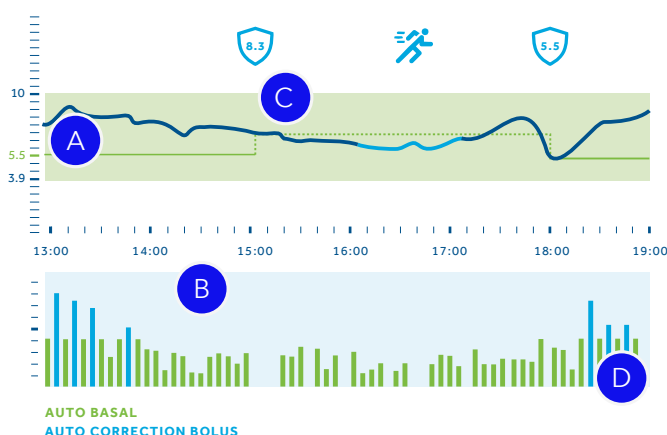 8.3
5.5
C
10
A
5.5
3.9
13:00 14:00 15:00 16:00 17:00 18:00 19:00
B
D
AUTO BASAL
AUTO CORRECTION BOLUS